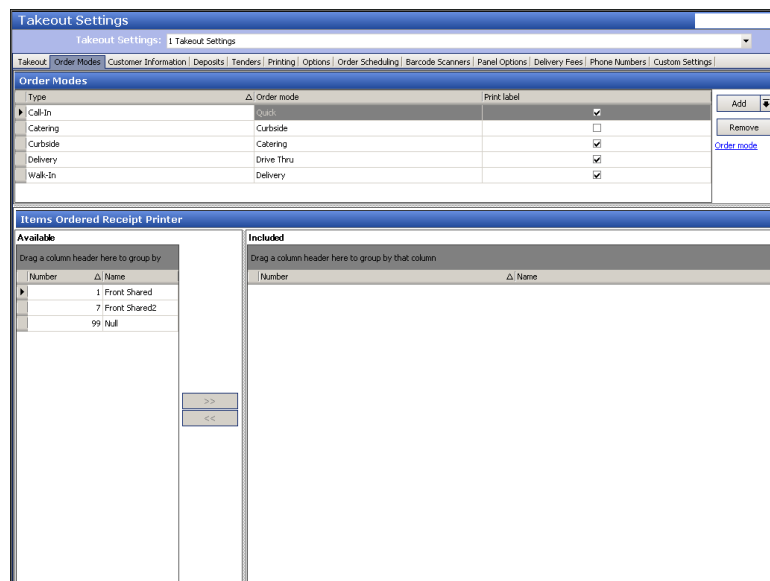 Takeout Settings
Takeout Settings: 1 Takeout Settings
Takeout Order Modes Customer Information Deposits Tenders Printing Options Order Scheduling Barcode Scanners Panel Options Delivery Fees Phone Numbers Custom Settings
Order Modes
Type Order mode Print label
Call-In Quick
Catering Curbside
Curbside Catering
Delivery Drive Thru
Walk-In Delivery
Add
Remove
Order mode
Items Ordered Receipt Printer
Available Included
Drag a column header here to group by Drag a column header here to group by that column
Number Name Number Name
1 Front Shared
7 Front Shared2
99 Null
>>
<<